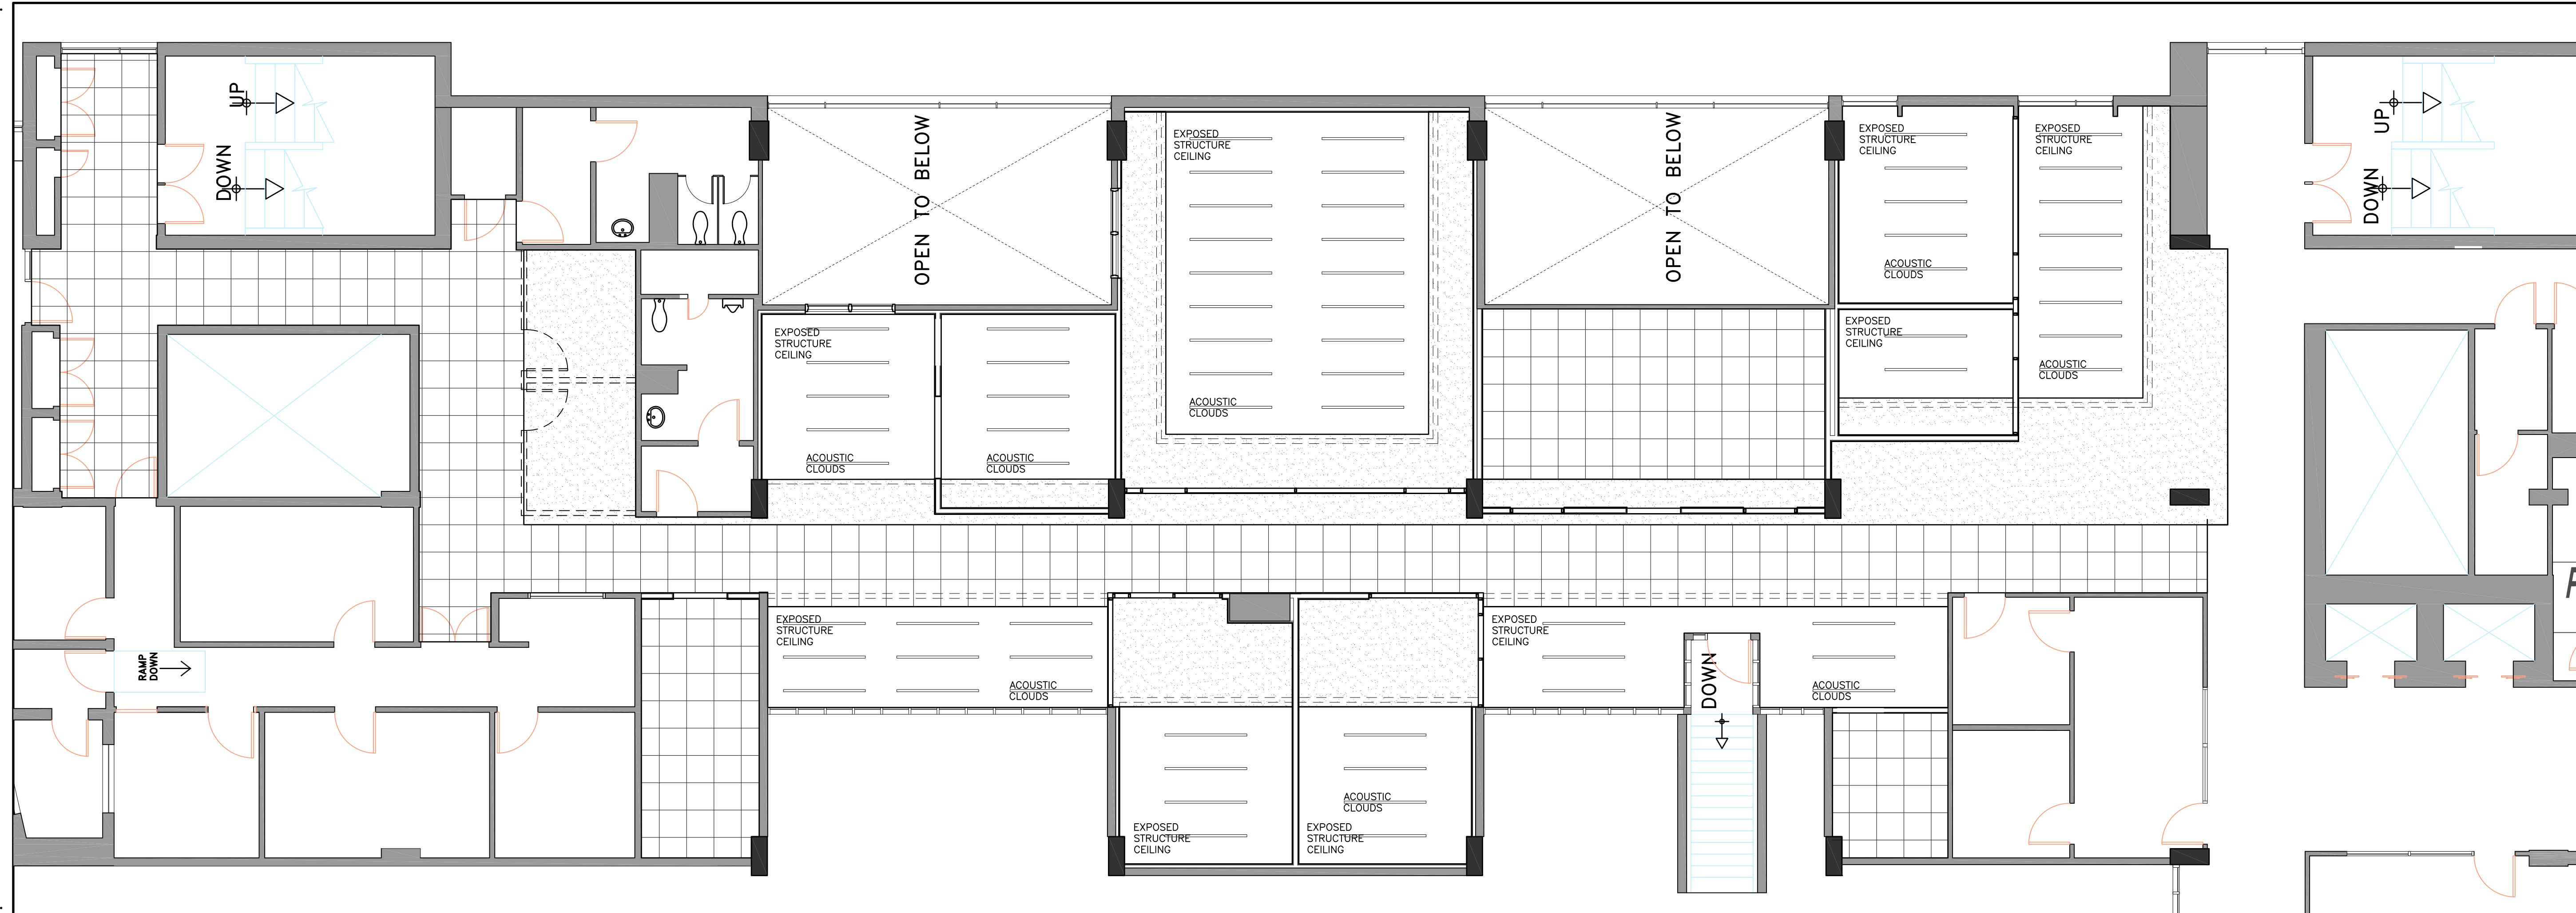 UP
DOWN
OPEN TO BELOW
EXPOSED
STRUCTURE
CEILING
ACOUSTIC
CLOUDS
OPEN TO BELOW
EXPOSED
STRUCTURE
CEILING
ACOUSTIC
CLOUDS
EXPOSED
STRUCTURE
CEILING
ACOUSTIC
CLOUDS
UP
DOWN
EXPOSED
STRUCTURE
CEILING
ACOUSTIC
CLOUDS
ACOUSTIC
CLOUDS
EXPOSED
STRUCTURE
CEILING
RAMP
DOWN
EXPOSED
STRUCTURE
CEILING
ACOUSTIC
CLOUDS
EXPOSED
STRUCTURE
CEILING
DOWN
ACOUSTIC
CLOUDS
EXPOSED
STRUCTURE
CEILING
ACOUSTIC
CLOUDS
EXPOSED
STRUCTURE
CEILING